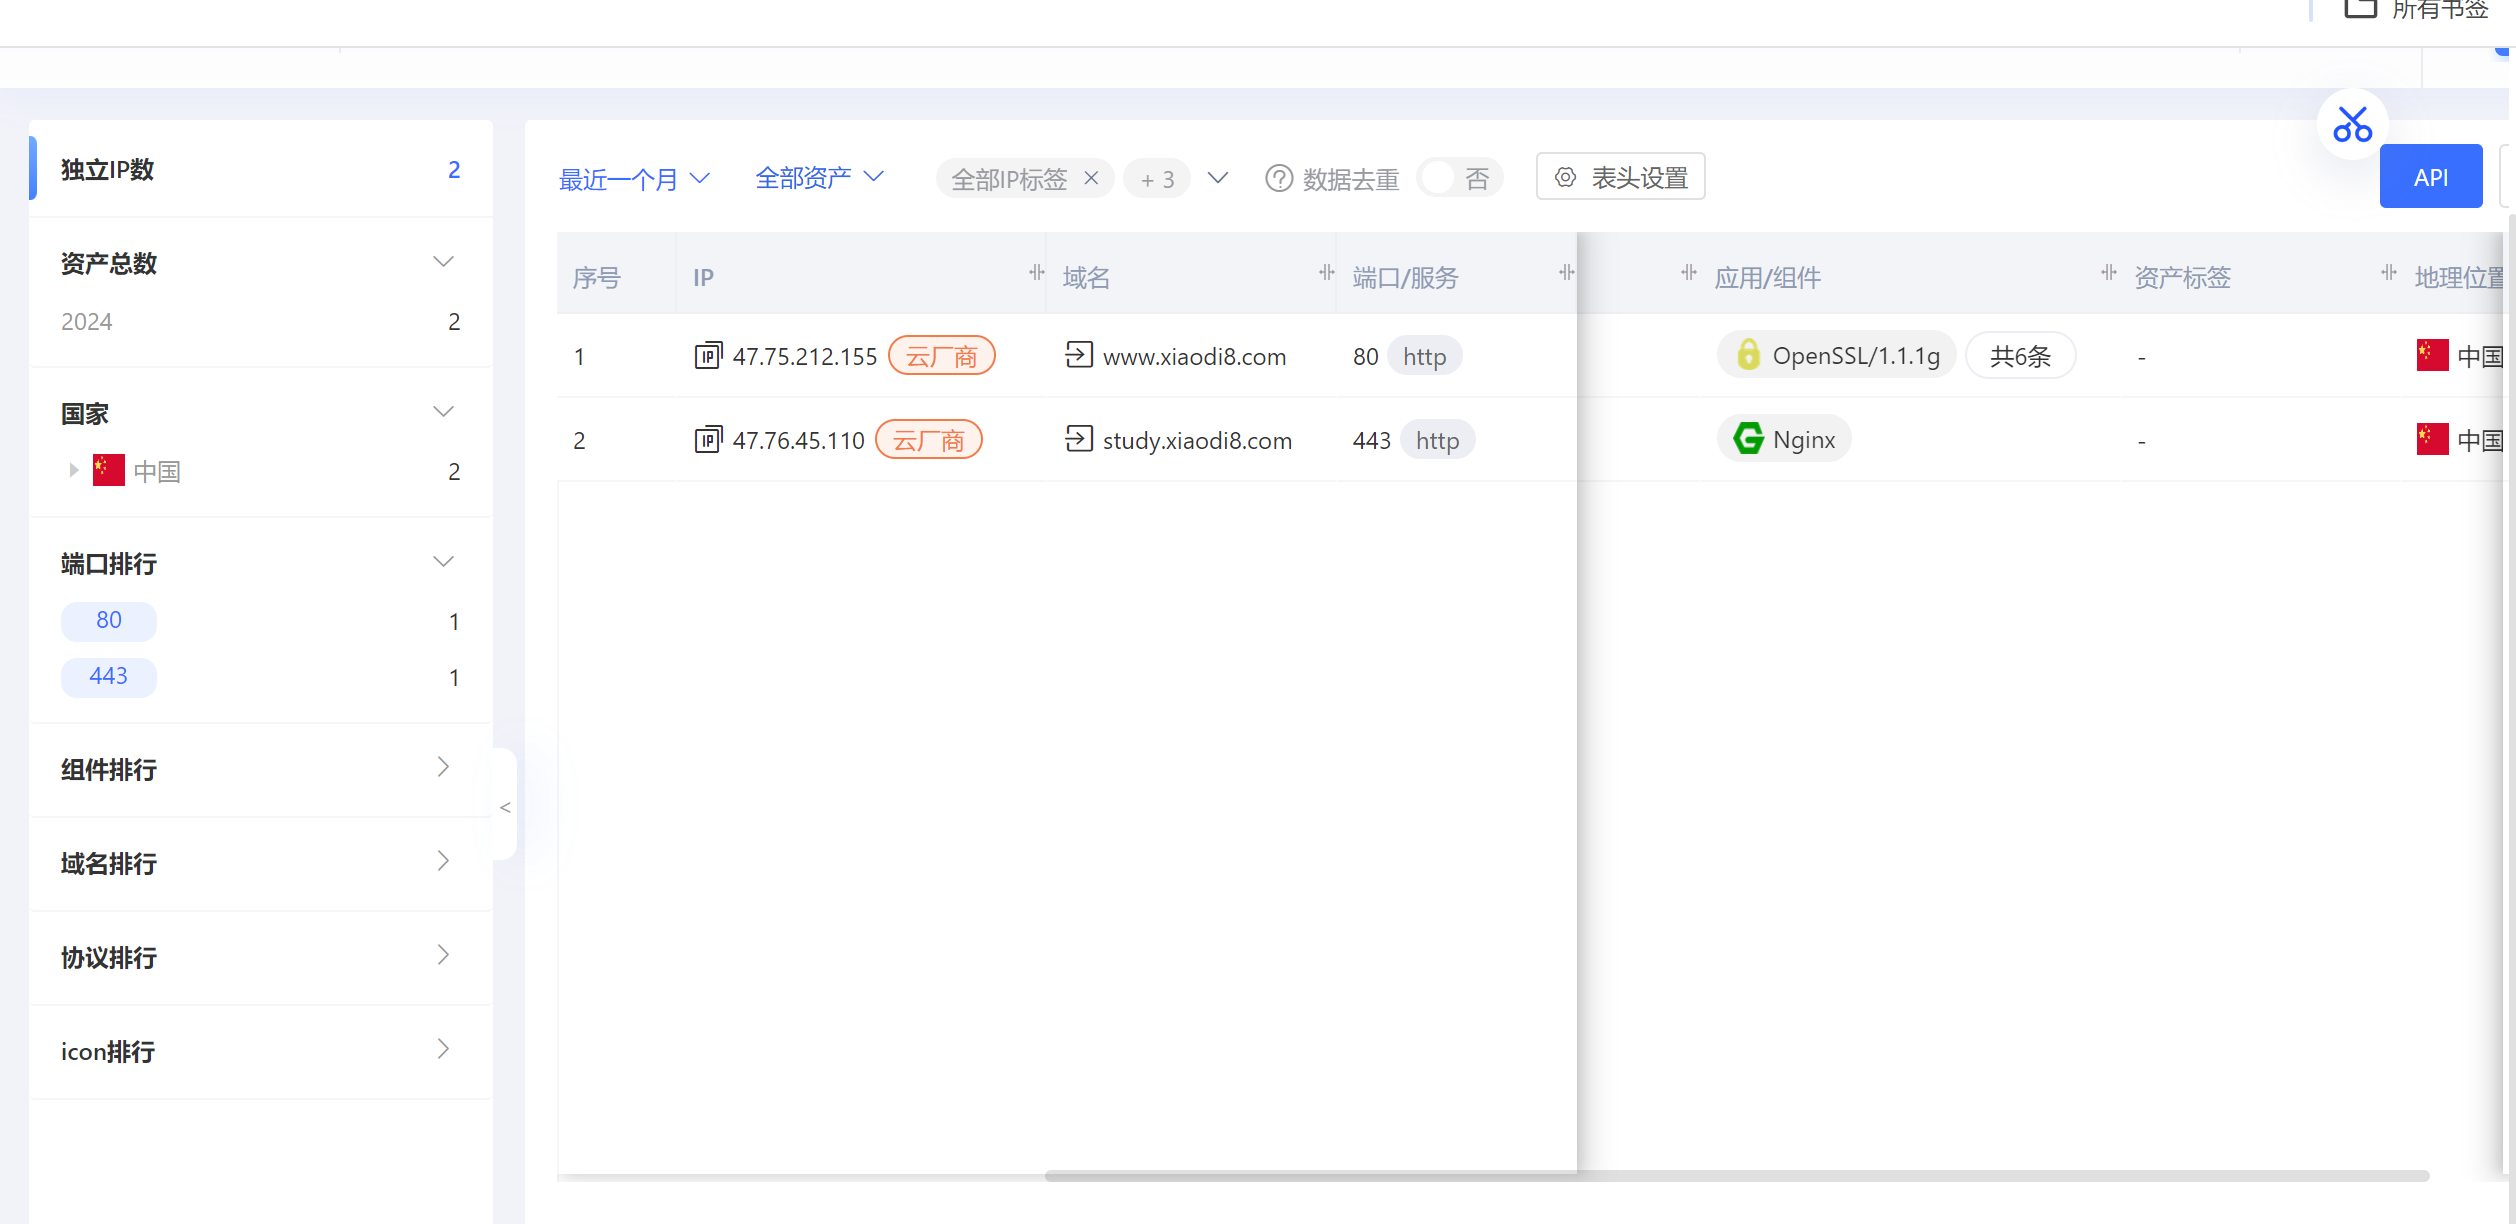 所有书签
独立IP数 2
资产总数
2024 2
国家
中国 2
端口排行
80 1
443 1
组件排行
域名排行
协议排行
icon排行
<
最近一个月 全部资产 全部IP标签 × + 3 ? 数据去重 否 表头设置 API
序号 IP 域名 端口/服务 应用/组件 资产标签 地理位置
1 IP 47.75.212.155 云厂商 www.xiaodi8.com 80 http OpenSSL/1.1.1g 共6条 - 中国
2 IP 47.76.45.110 云厂商 study.xiaodi8.com 443 http Nginx - 中国